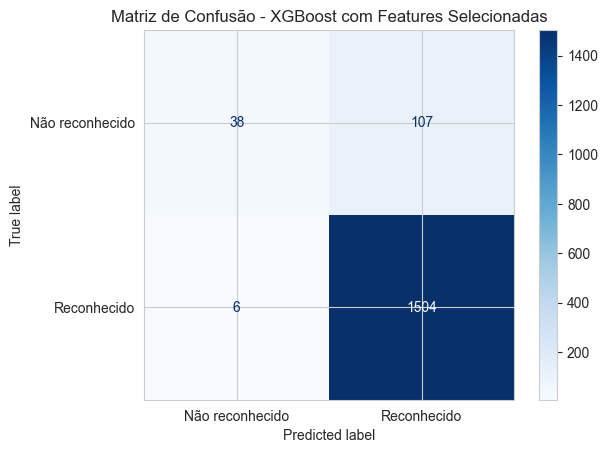 Matriz de Confusão - XGBoost com Features Selecionadas
True label
Não reconhecido
38
107
Reconhecido
6
1504
Não reconhecido
Reconhecido
Predicted label
1400
1200
1000
800
600
400
200